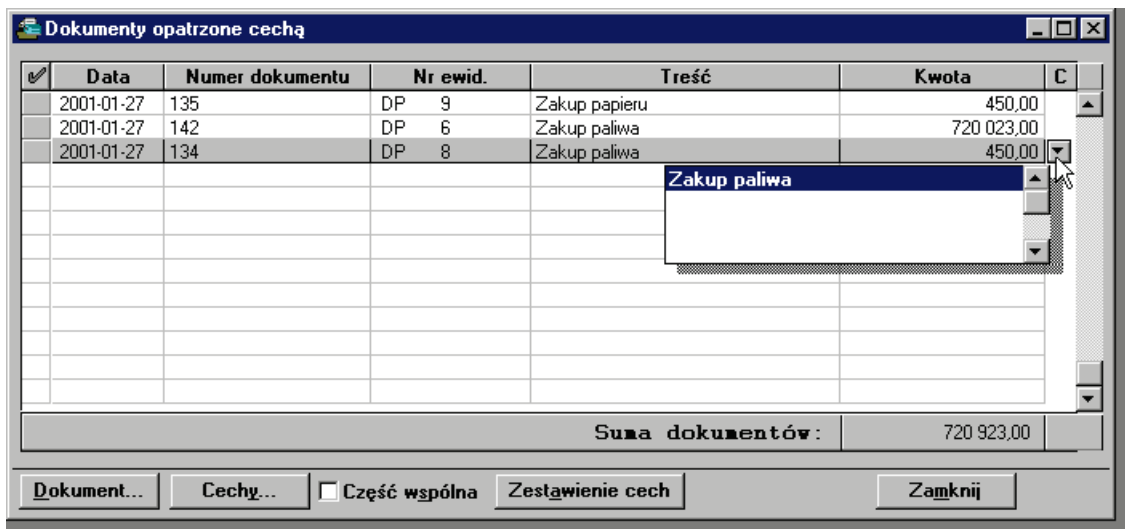 Dokumenty opatrzone cechą
Data Numer dokumentu Nr ewid. Treść Kwota C
2001-01-27 135 DP 9 Zakup papieru 450,00
2001-01-27 142 DP 6 Zakup paliwa 720 023,00
2001-01-27 134 DP 8 Zakup paliwa 450,00
Zakup paliwa
Suma dokumentów: 720 923,00
Dokument... Cechy... Część wspólna Zestawienie cech Zamknij